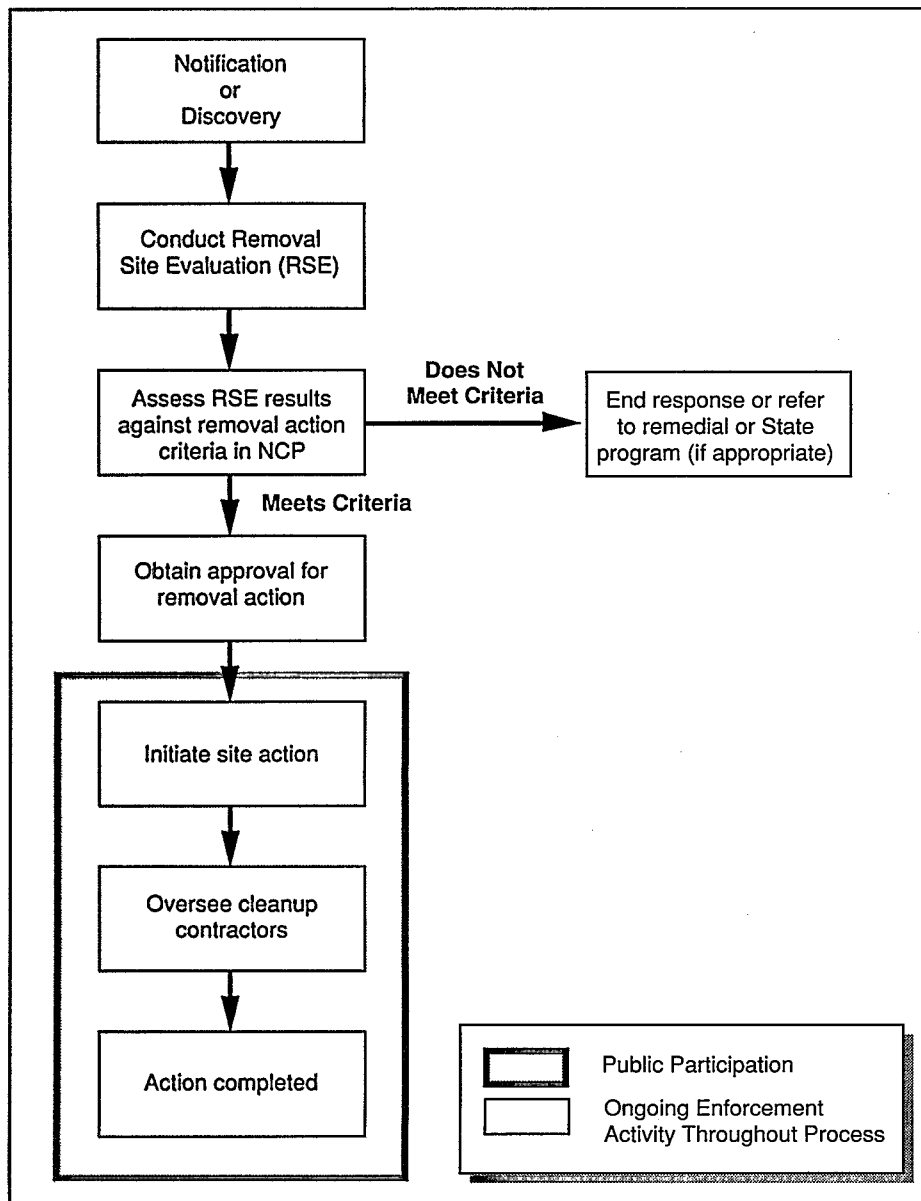 Notification
or
Discovery
Conduct Removal
Site Evaluation (RSE)
Assess RSE results
against removal action
criteria in NCP
Does Not
Meet Criteria
End response or refer
to remedial or State
program (if appropriate)
Meets Criteria
Obtain approval for
removal action
Initiate site action
Oversee cleanup
contractors
Action completed
Public Participation
Ongoing Enforcement
Activity Throughout Process